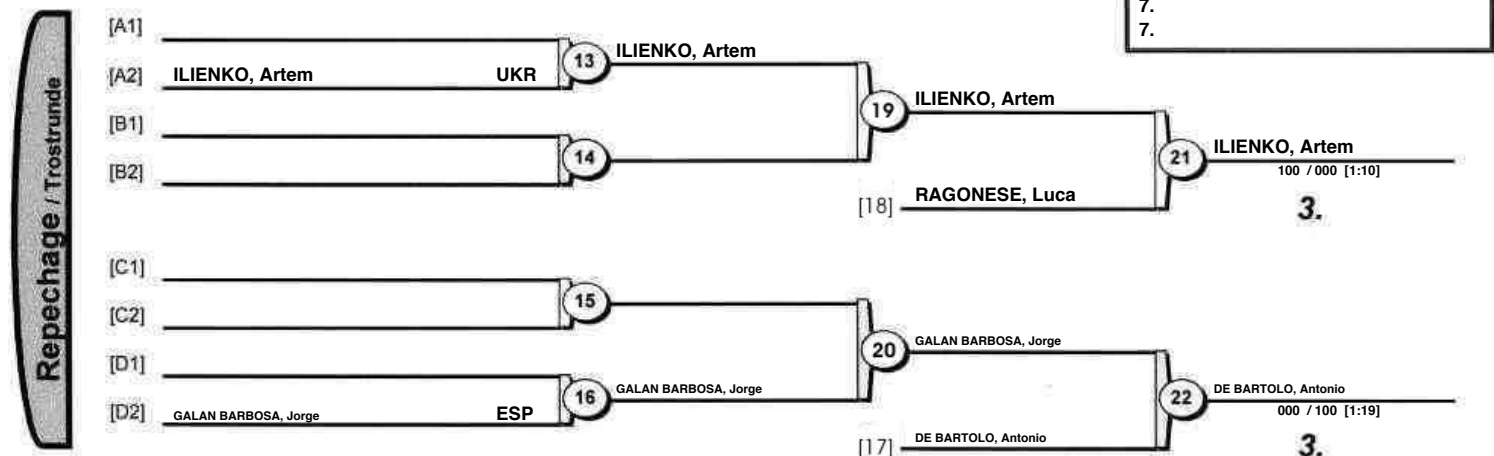 7.
7.
Repechage / Trostrunde
[A1]
13
ILIENKO, Artem
[A2] ILIENKO, Artem UKR
19
ILIENKO, Artem
[B1]
14
[B2]
21
ILIENKO, Artem
100 / 000 [1:10]
[18] RAGONESE, Luca
3.
[C1]
15
[C2]
20
GALAN BARBOSA, Jorge
[D1]
16
GALAN BARBOSA, Jorge
[D2] GALAN BARBOSA, Jorge ESP
22
DE BARTOLO, Antonio
000 / 100 [1:19]
[17] DE BARTOLO, Antonio
3.